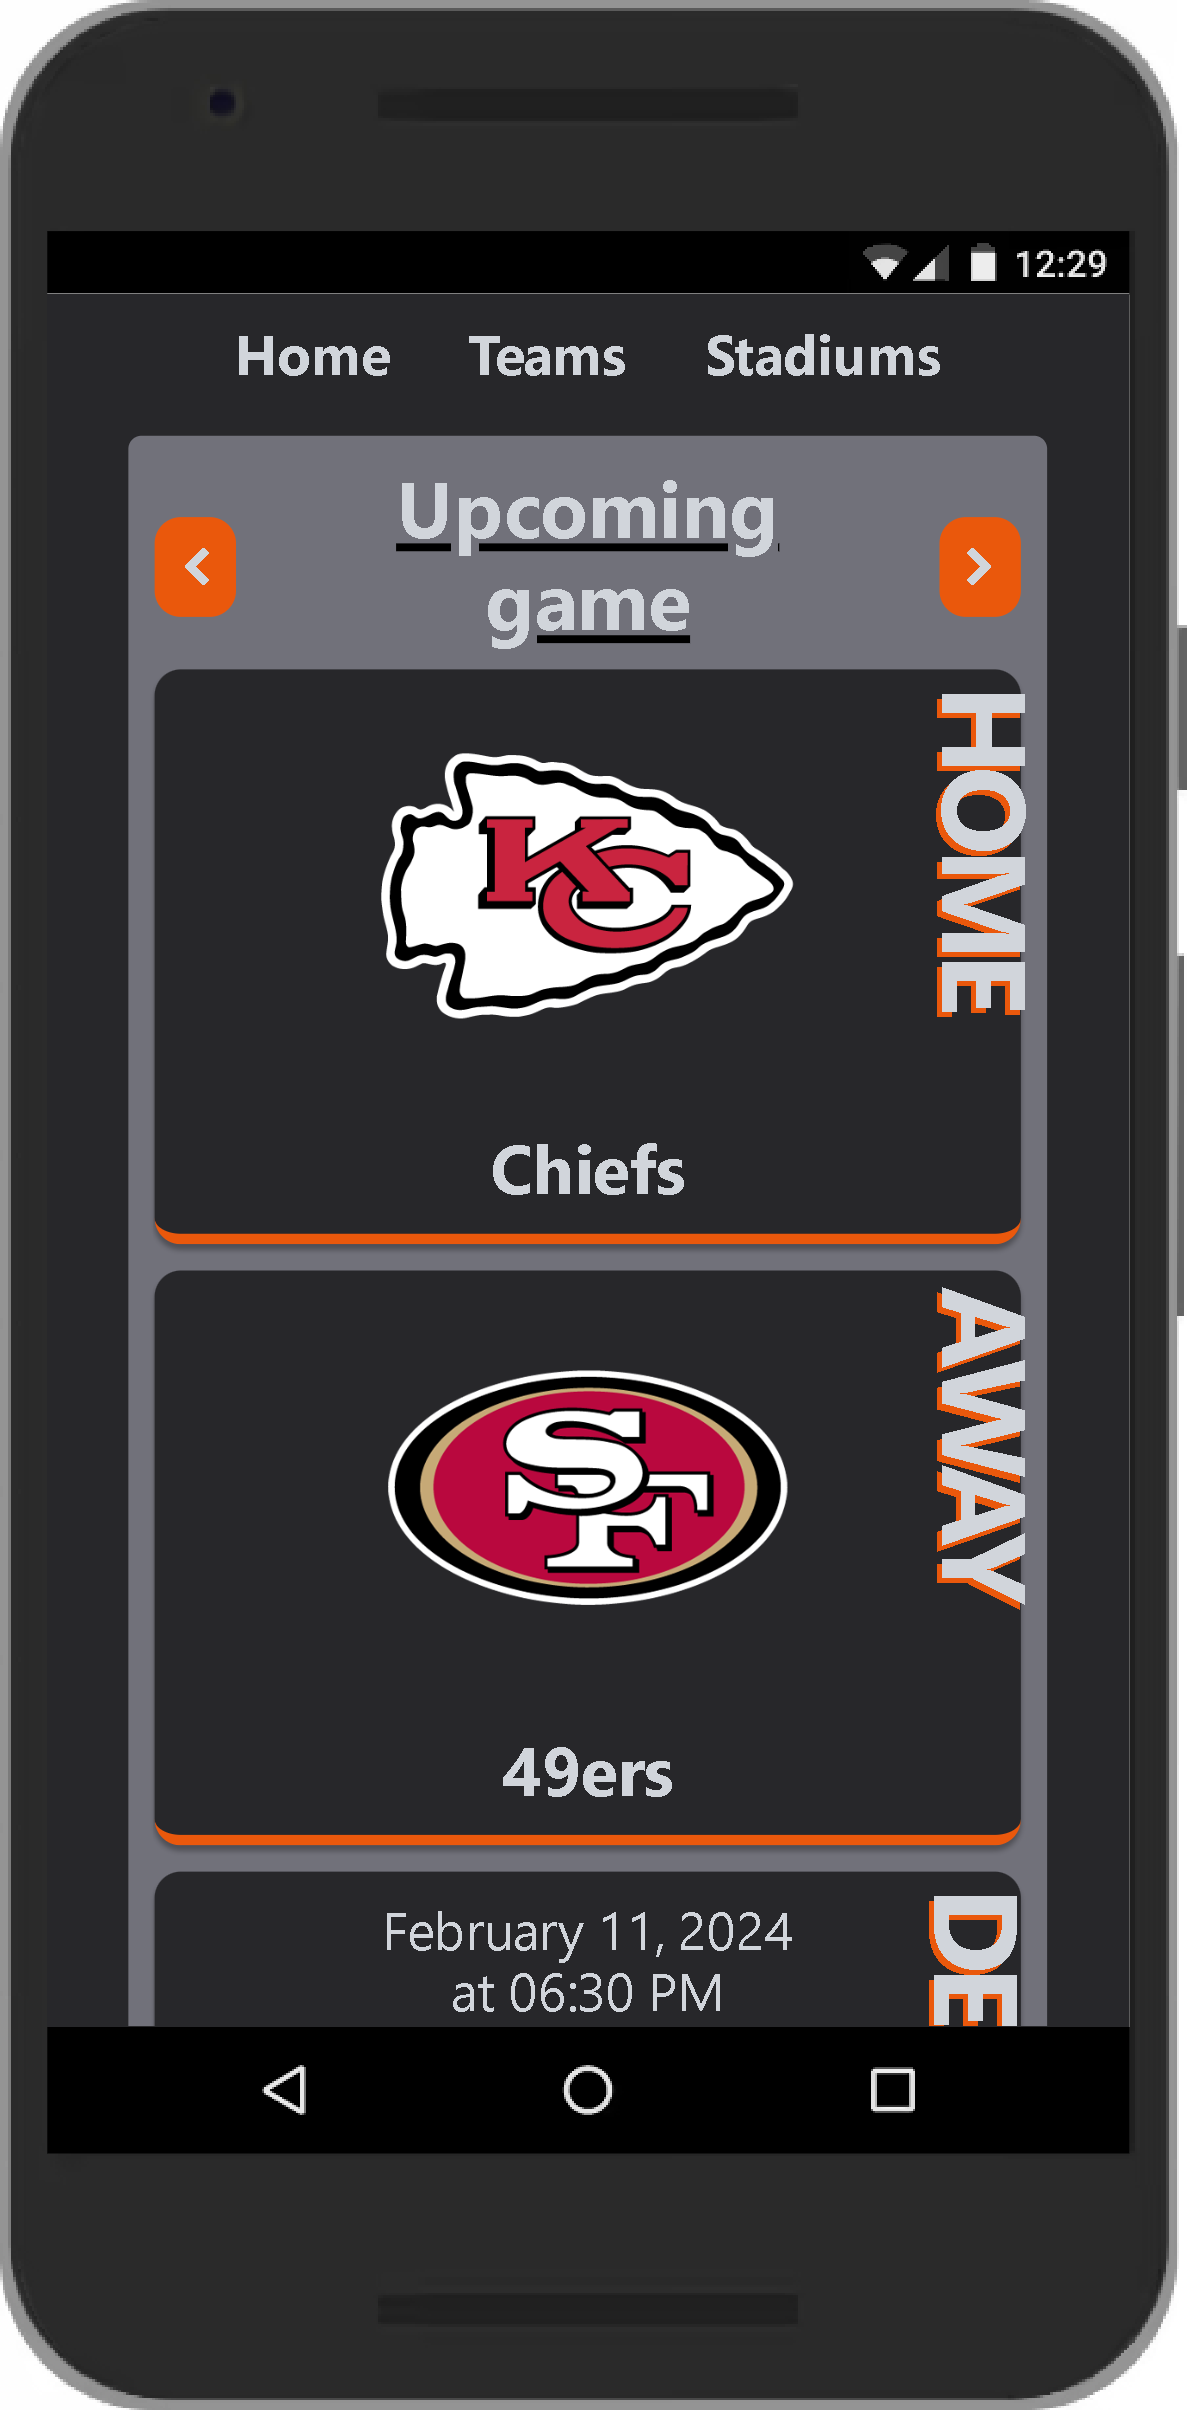 12:29
Home Teams Stadiums
Upcoming
game
HOME
KC
Chiefs
AWAY
SF
49ers
February 11, 2024
at 06:30 PM
DE